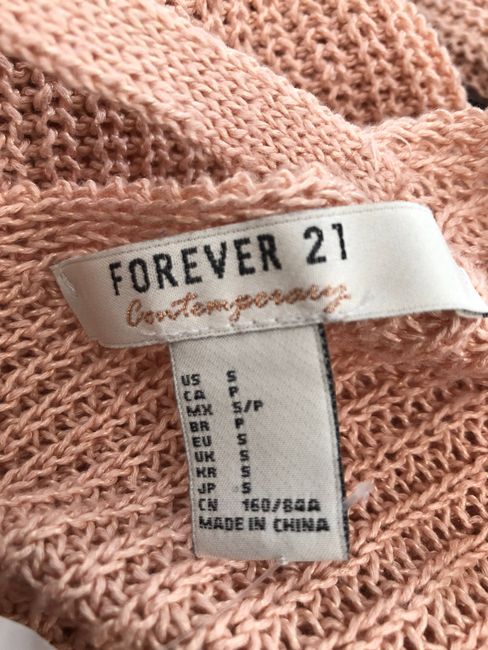 FOREVER 21
Contemporary
US S
CA P
MX S/P
BR P
EU S
UK S
KR S
JP S
CN 160/84A
MADE IN CHINA